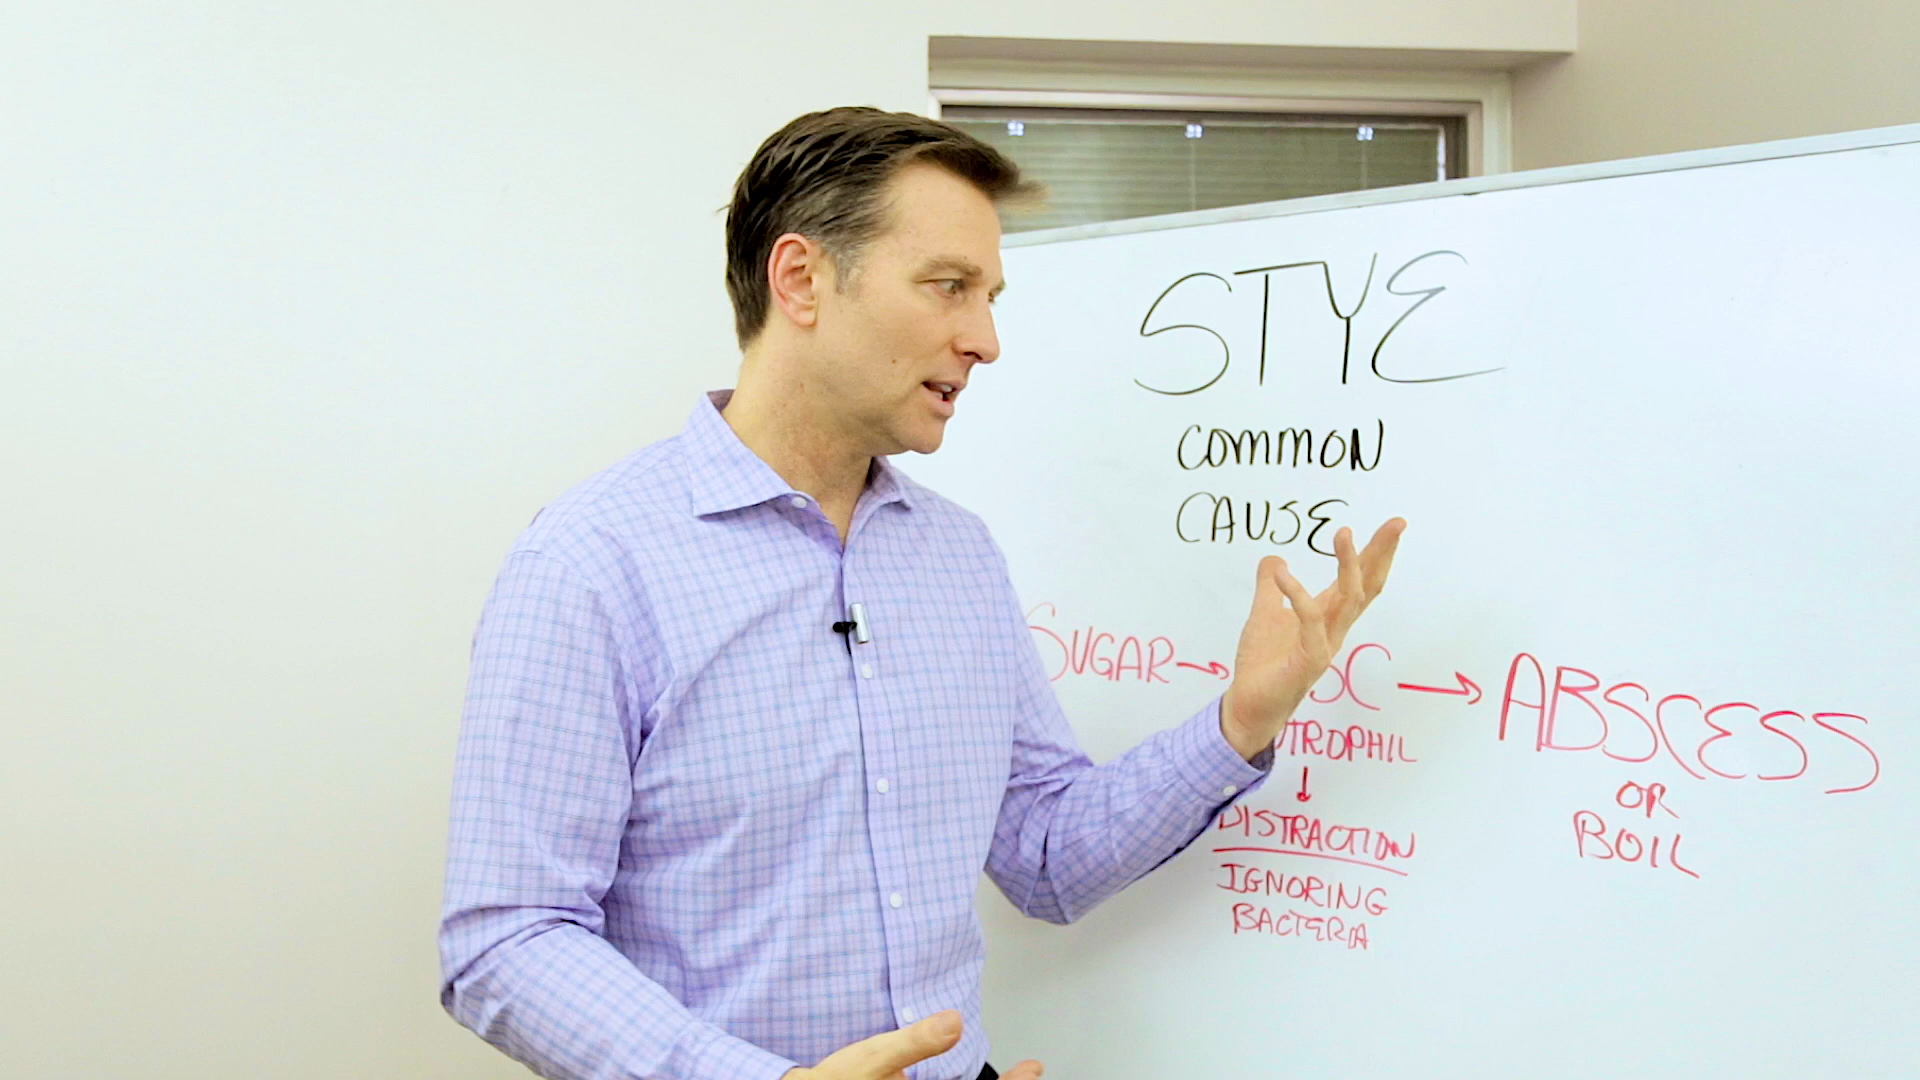 STYE
COMMON
CAUSE
SUGAR → → ABSCESS
OR
BOIL
↓
DISTRACTION
IGNORING
BACTERIA